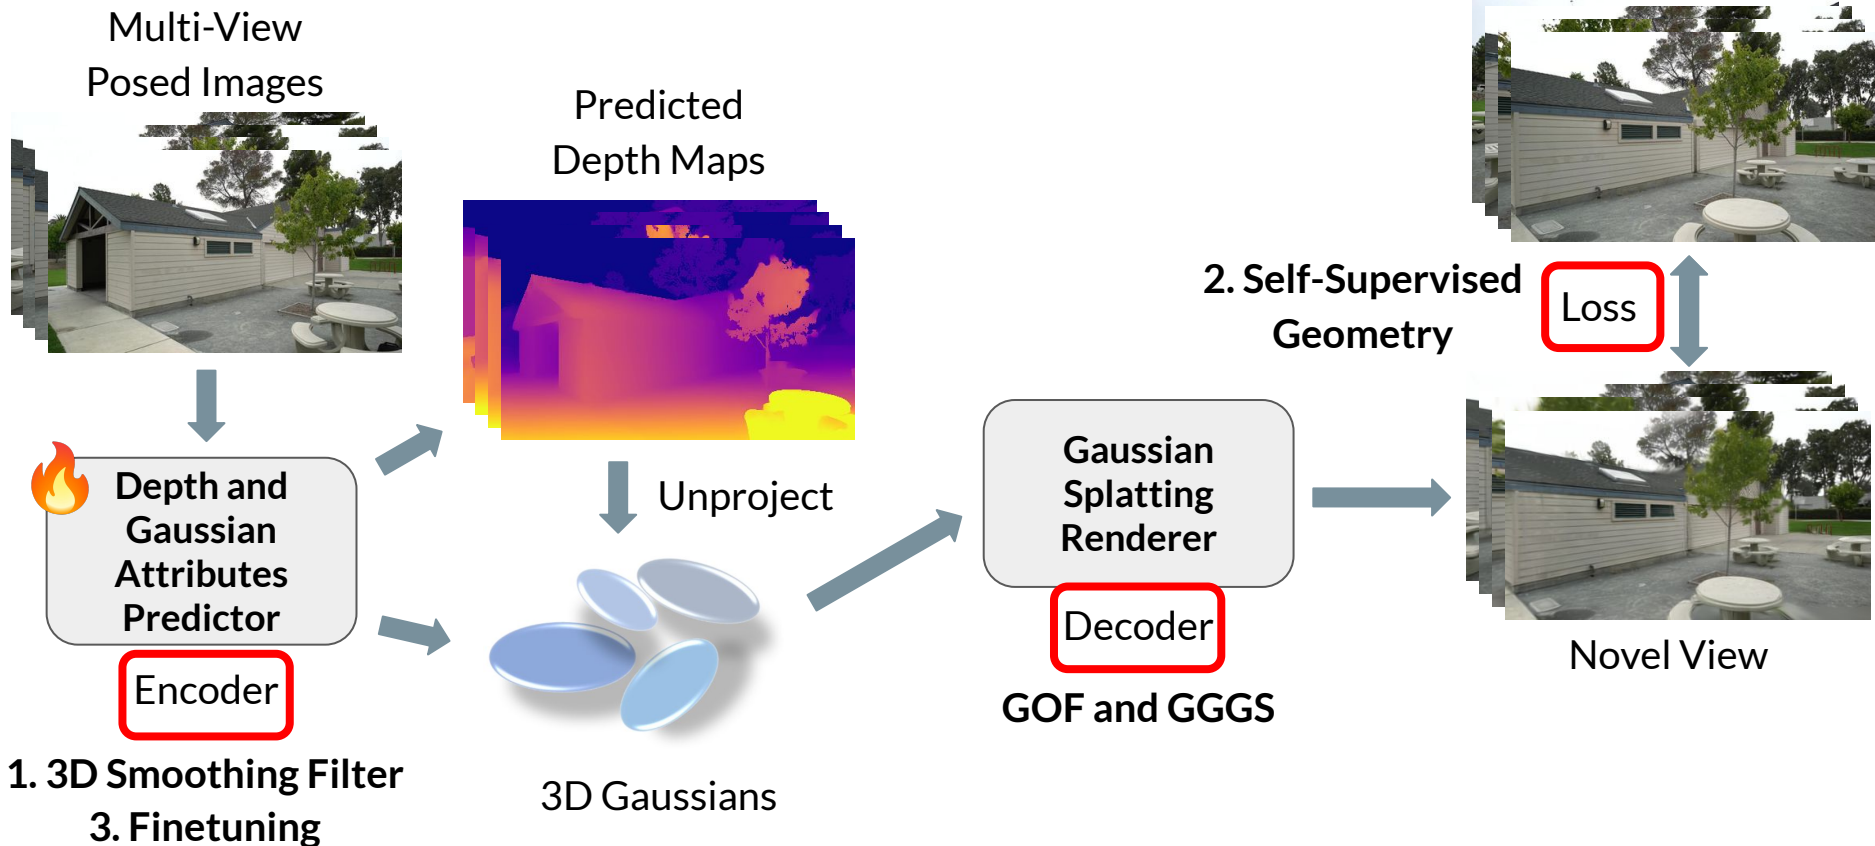 Multi-View
Posed Images
Predicted
Depth Maps
2. Self-Supervised
Geometry
Loss
Depth and
Gaussian
Attributes
Predictor
Unproject
Gaussian
Splatting
Renderer
Encoder
Decoder
Novel View
GOF and GGGS
1. 3D Smoothing Filter
3. Finetuning
3D Gaussians